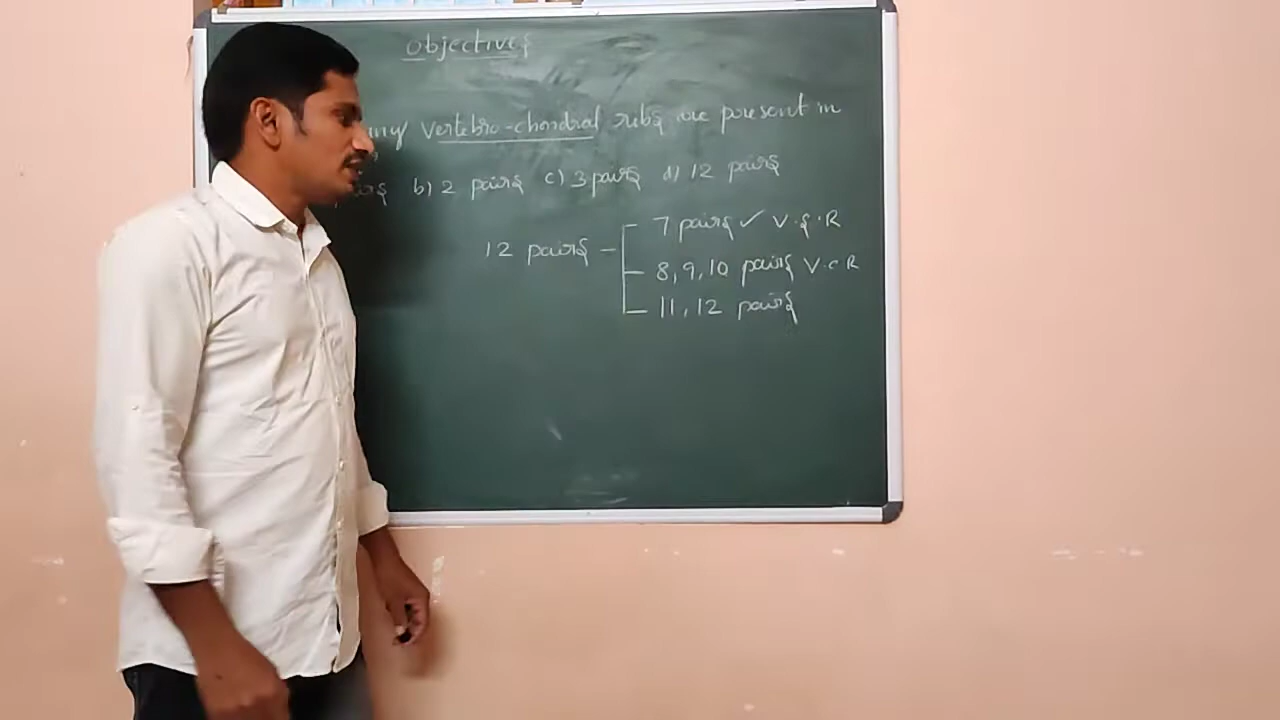 Objectives
any vertebro-chondral ribs are present in
b) 2 pairs c) 3 pairs d) 12 pairs
12 pairs - 7 pairs ✓ V.S.R
8, 9, 10 pairs V.C R
11, 12 pairs